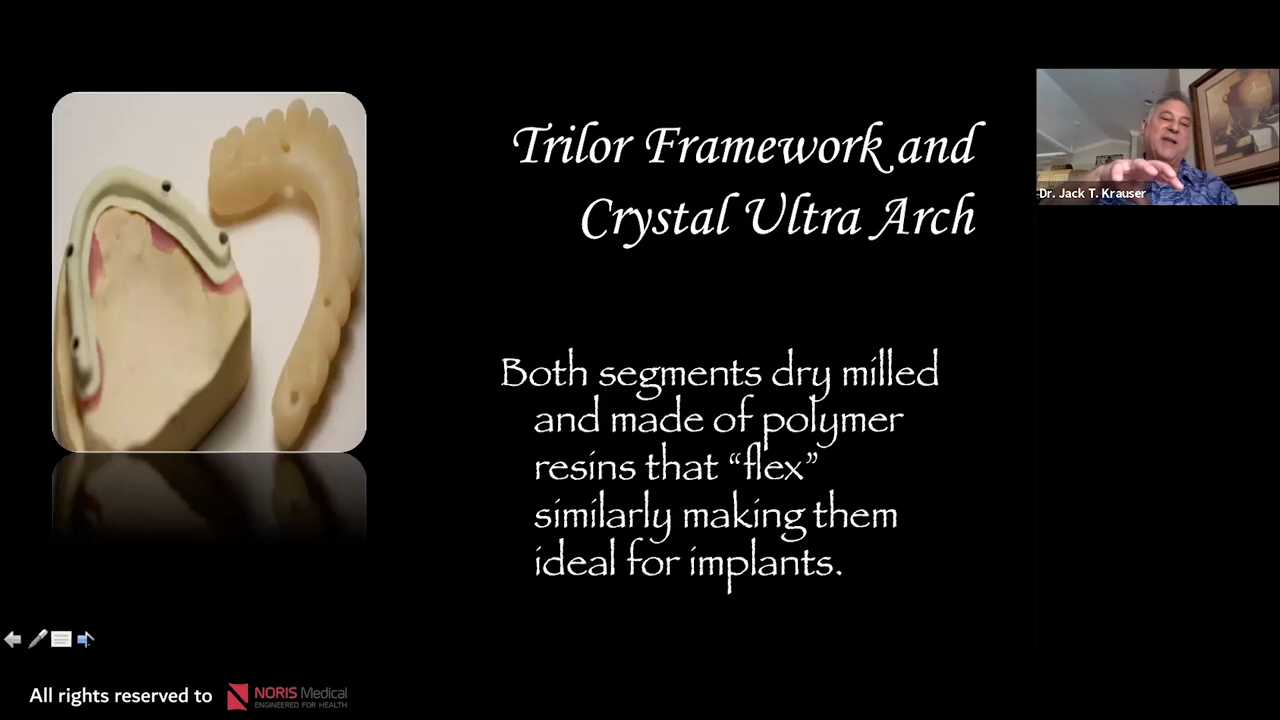 Trilor Framework and
Crystal Ultra Arch
Dr. Jack T. Krauser
Both segments dry milled
and made of polymer
resins that “flex”
similarly making them
ideal for implants.
All rights reserved to
NORIS Medical
ENGINEERED FOR HEALTH